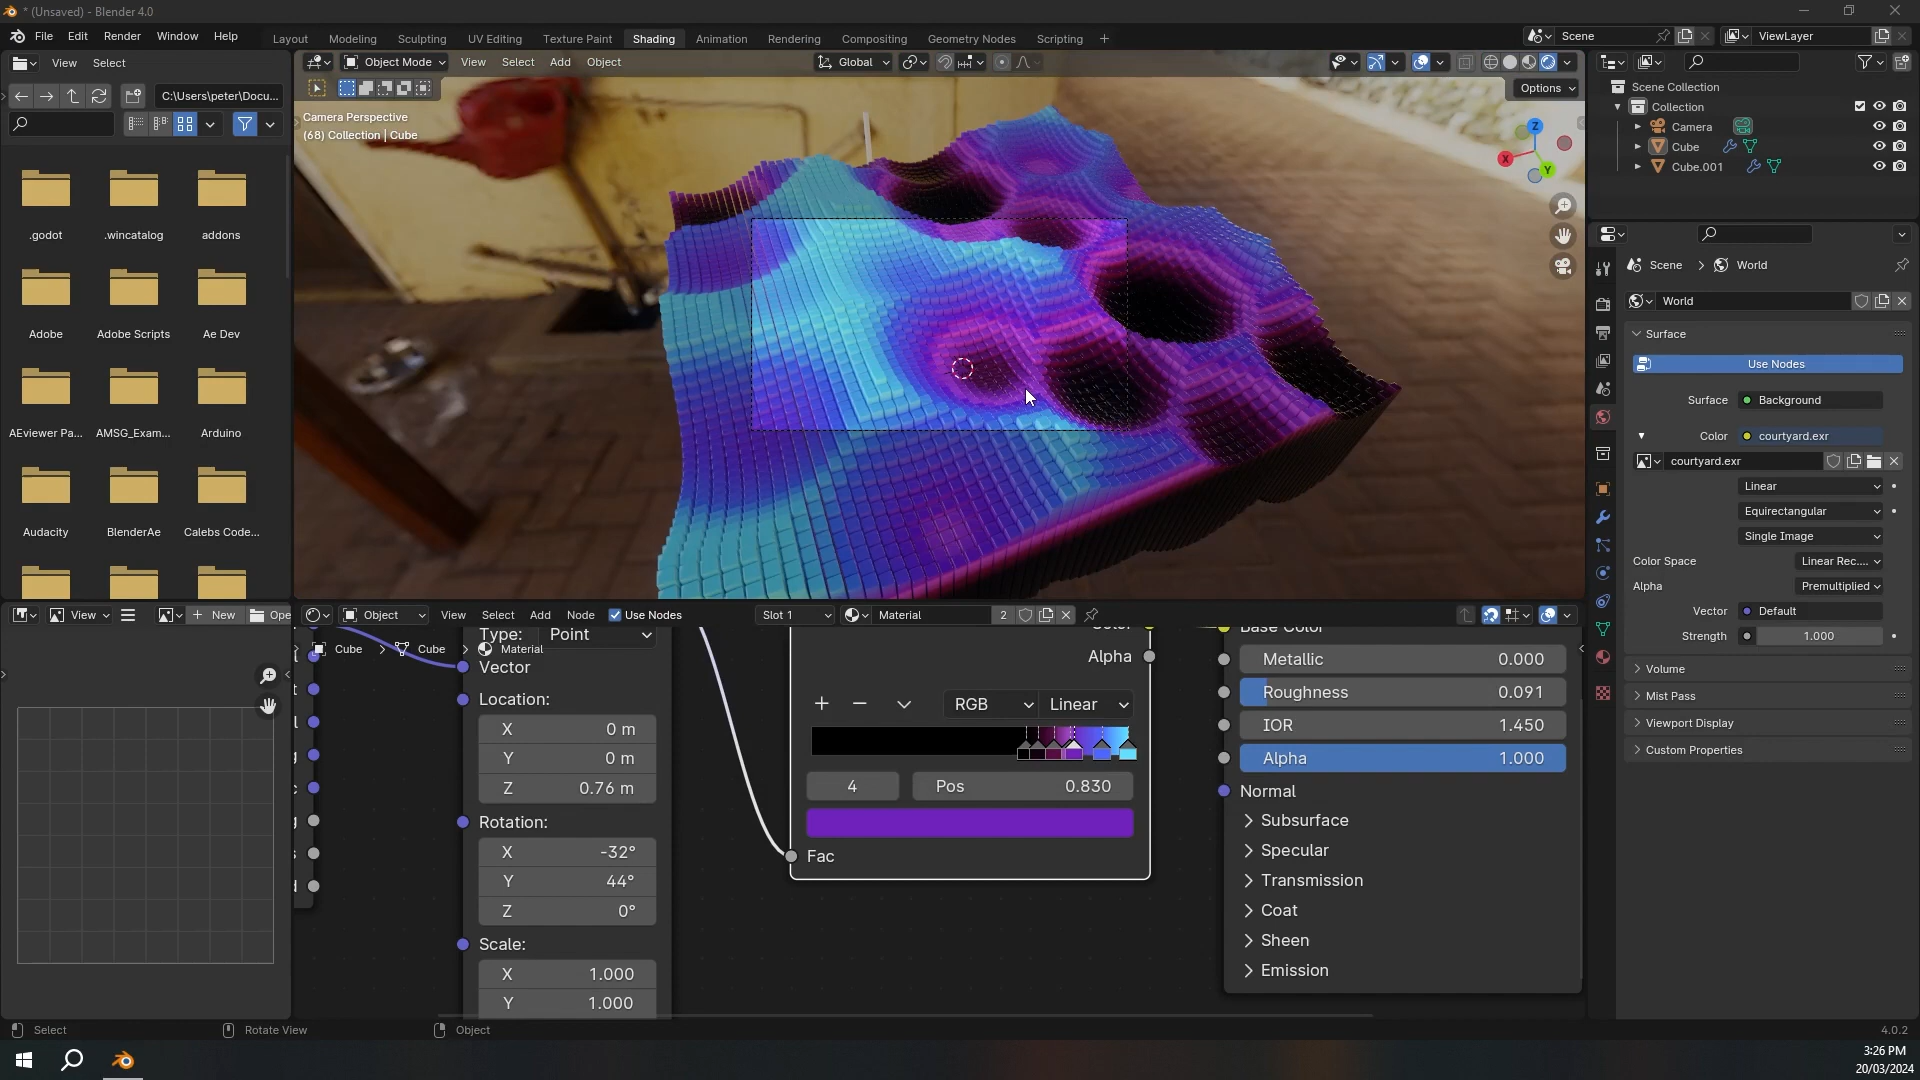 * (Unsaved) - Blender 4.0
File Edit Render Window Help
Layout Modeling Sculpting UV Editing Texture Paint Shading Animation Rendering Compositing Geometry Nodes Scripting +
Scene ViewLayer
View Select
Object Mode View Select Add Object Global
C:\Users\peter\Docu...
Options
Camera Perspective
(68) Collection | Cube
X Y Z
.godot .wincatalog addons
Adobe Adobe Scripts Ae Dev
AEviewer Pa... AMSG_Exam... Arduino
Audacity BlenderAe Calebs Code...
Scene Collection
Collection
Camera
Cube
Cube.001
Scene > World
World
Surface
Use Nodes
Surface Background
Color courtyard.exr
courtyard.exr
Linear
Equirectangular
Single Image
Color Space Linear Rec....
Alpha Premultiplied
Vector Default
Strength 1.000
Volume
Mist Pass
Viewport Display
Custom Properties
View + New Ope
Object View Select Add Node Use Nodes Slot 1 Material 2
Cube > Cube > Material
Type: Point
Vector
Location:
X 0 m
Y 0 m
Z 0.76 m
Rotation:
X -32°
Y 44°
Z 0°
Scale:
X 1.000
Y 1.000
Color
Alpha
+ − RGB Linear
4 Pos 0.830
Fac
Base Color
Metallic 0.000
Roughness 0.091
IOR 1.450
Alpha 1.000
Normal
Subsurface
Specular
Transmission
Coat
Sheen
Emission
Select Rotate View Object 4.0.2
3:26 PM
20/03/2024